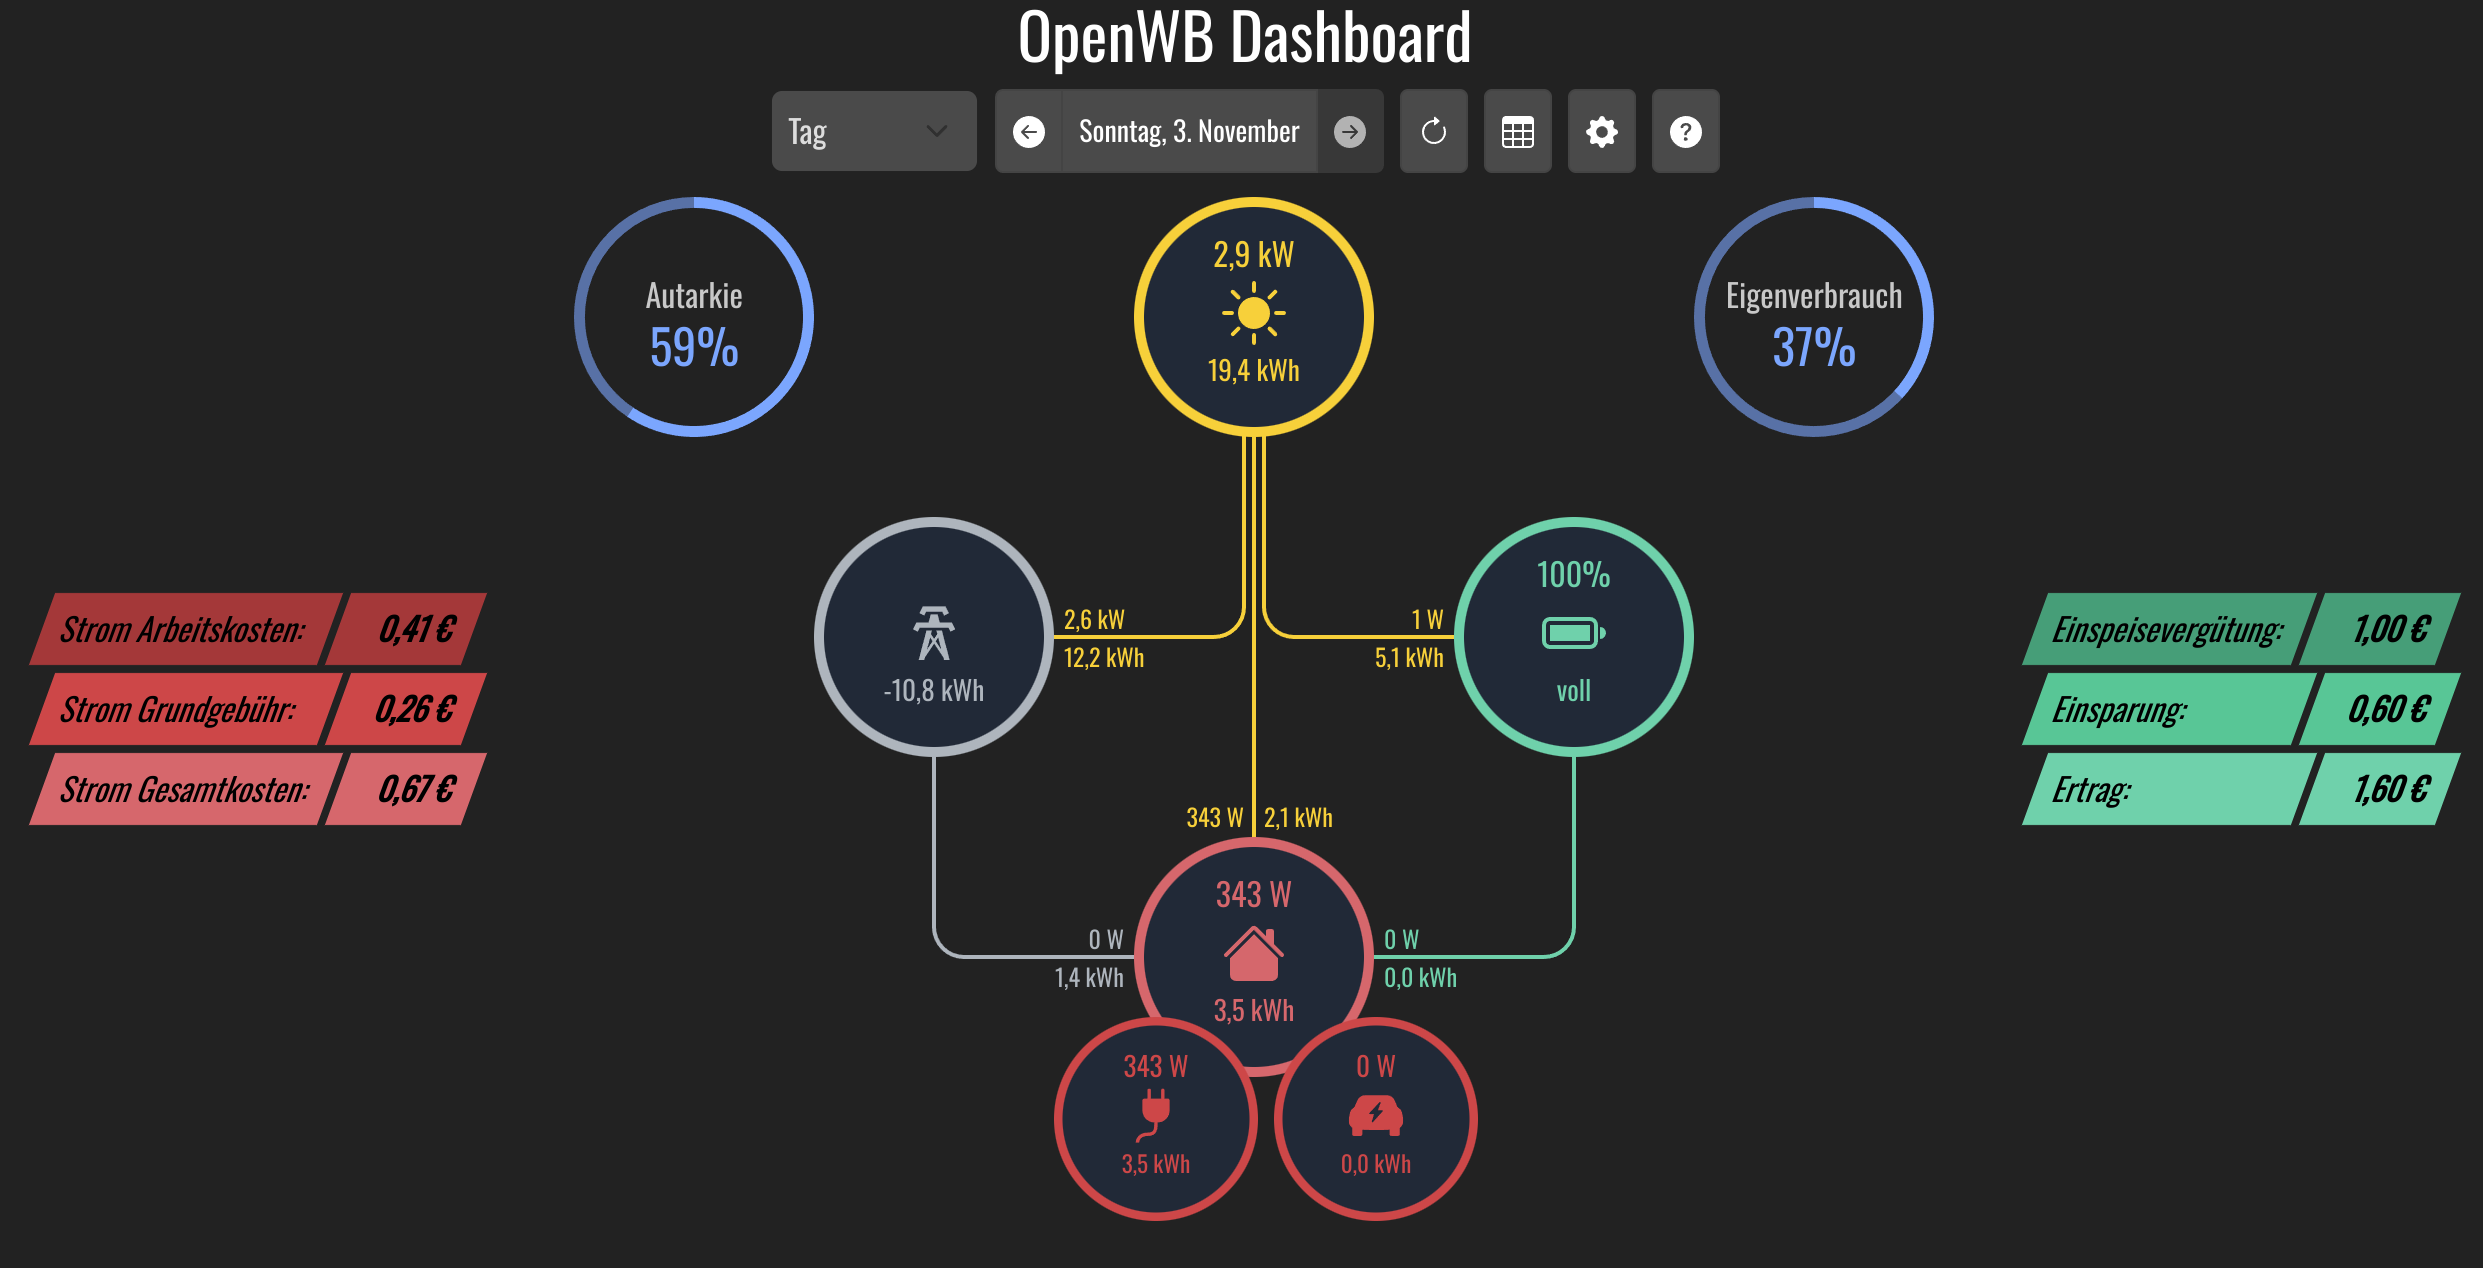 OpenWB Dashboard
Tag
Sonntag, 3. November
?
Autarkie
59%
2,9 kW
19,4 kWh
Eigenverbrauch
37%
2,6 kW
12,2 kWh
-10,8 kWh
1 W
5,1 kWh
100%
voll
Strom Arbeitskosten: 0,41 €
Strom Grundgebühr: 0,26 €
Strom Gesamtkosten: 0,67 €
Einspeisevergütung: 1,00 €
Einsparung: 0,60 €
Ertrag: 1,60 €
343 W 2,1 kWh
343 W
3,5 kWh
0 W
1,4 kWh
0 W
0,0 kWh
343 W
3,5 kWh
0 W
0,0 kWh